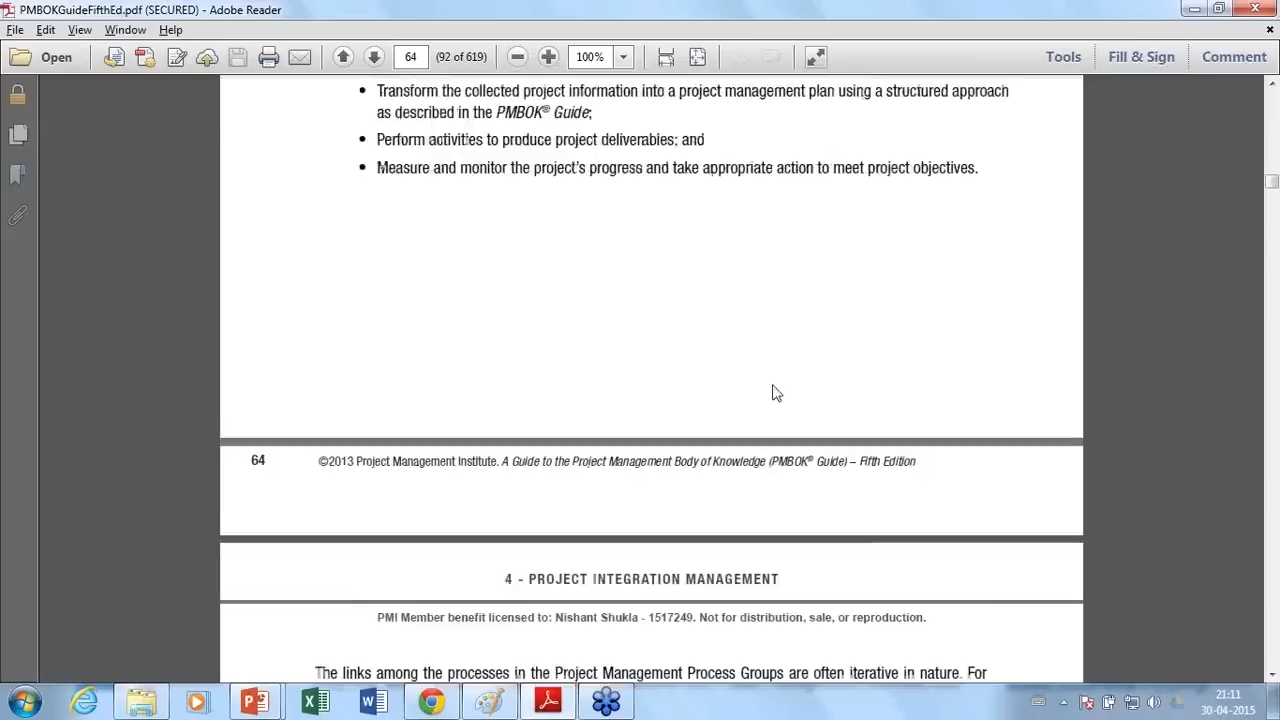 PMBOKGuideFifthEd.pdf (SECURED) - Adobe Reader
File Edit View Window Help
Open 64 (92 of 619) 100% Tools Fill & Sign Comment
• Transform the collected project information into a project management plan using a structured approach
as described in the PMBOK® Guide;
• Perform activities to produce project deliverables; and
• Measure and monitor the project's progress and take appropriate action to meet project objectives.
64 ©2013 Project Management Institute. A Guide to the Project Management Body of Knowledge (PMBOK® Guide) – Fifth Edition
4 - PROJECT INTEGRATION MANAGEMENT
PMI Member benefit licensed to: Nishant Shukla - 1517249. Not for distribution, sale, or reproduction.
The links among the processes in the Project Management Process Groups are often iterative in nature. For
21:11
30-04-2015